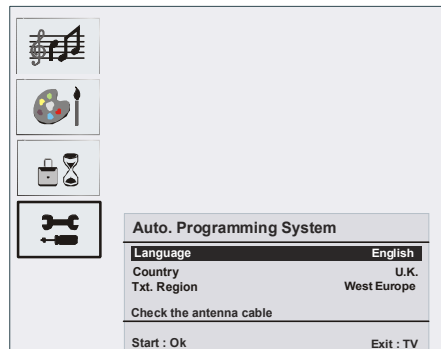 Auto. Programming System
Language English
Country U.K.
Txt. Region West Europe
Check the antenna cable
Start : Ok Exit : TV